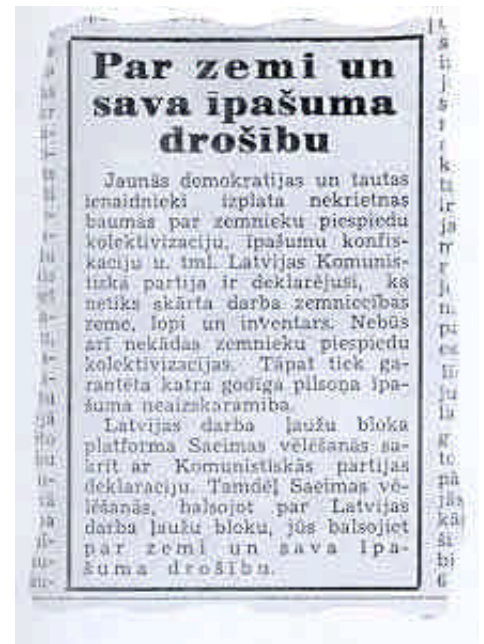 Par zemi un
sava īpašuma
drošību
Jaunās demokratijas un tautas
ienaidnieki izplata nekrietnas
baumas par zemnieku piespiedu
kolektivizaciju, īpašumu konfis-
kaciju u. tml. Latvijas Komunis-
tiskā partija ir deklarējusi, ka
netiks skārta darba zemniecības
zeme, lopi un inventars. Nebūs
arī nekādas zemnieku piespiedu
kolektivizacijas. Tāpat tiek ga-
rantēta katra godīga pilsoņa īpa-
šuma neaizskaramība.
Latvijas darba ļaužu bloka
platforma Saeimas vēlēšanās sa-
krīt ar Komunistiskās partijas
deklaraciju. Tamdēļ Saeimas vē-
lēšanās, balsojot par Latvijas
darba ļaužu bloku, jūs balsojiet
par zemi un sava īpa-
šuma drošību.